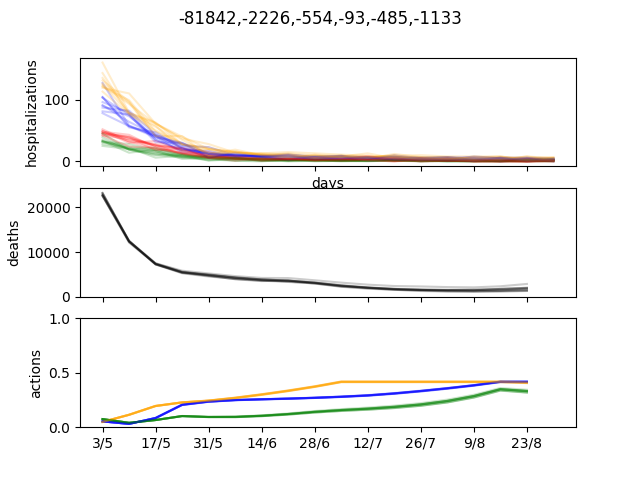 -81842,-2226,-554,-93,-485,-1133
hospitalizations
100
0
days
deaths
20000
10000
0
actions
1.0
0.5
0.0
3/5 17/5 31/5 14/6 28/6 12/7 26/7 9/8 23/8